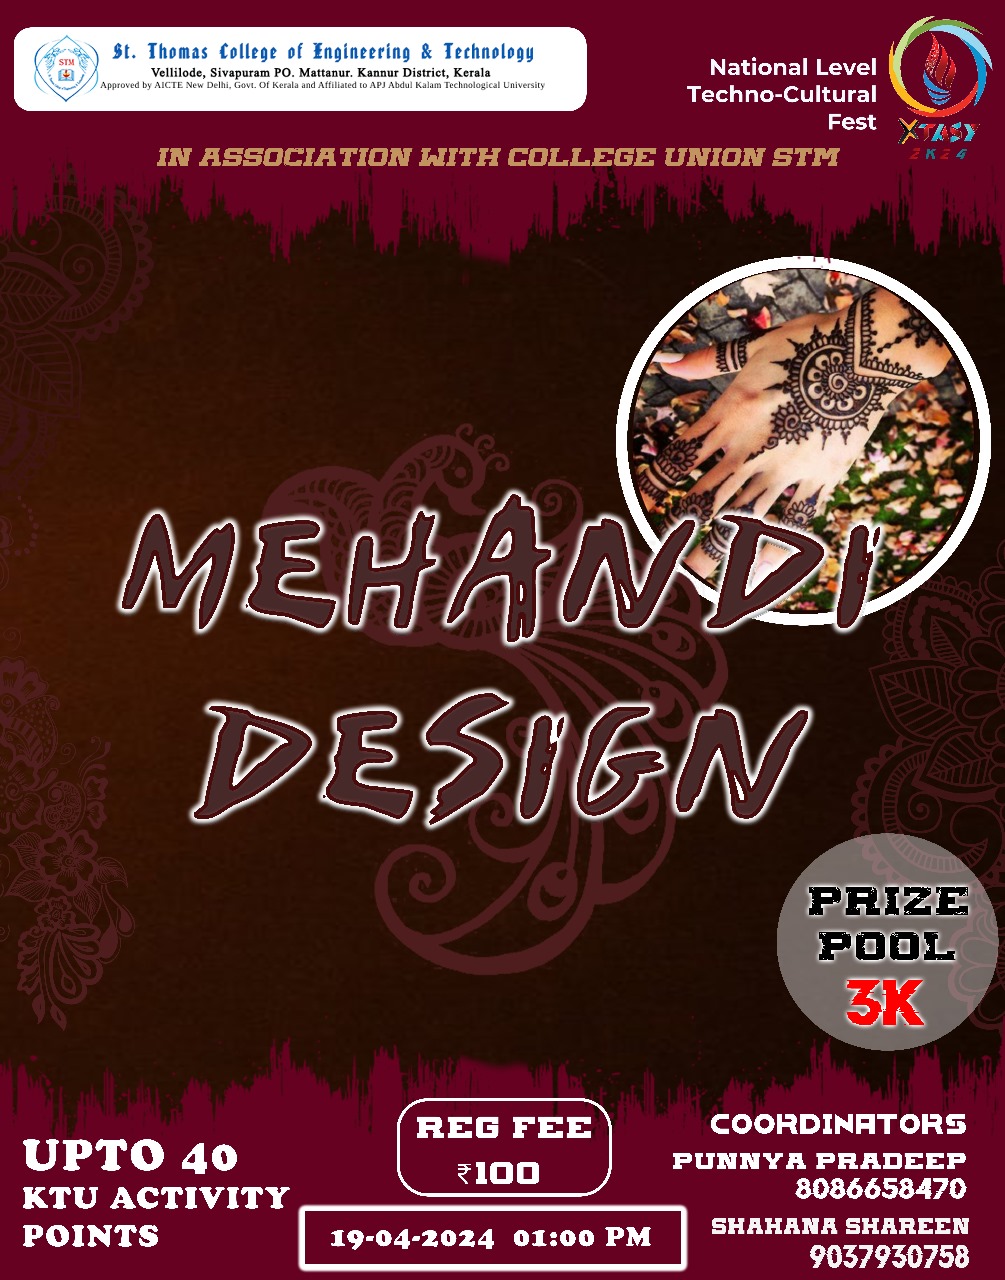 STM
St. Thomas College of Engineering & Technology
Vellilode, Sivapuram PO. Mattanur. Kannur District, Kerala
Approved by AICTE New Delhi, Govt. Of Kerala and Affiliated to APJ Abdul Kalam Technological University
National Level
Techno-Cultural
Fest
XTASY
2K24
IN ASSOCIATION WITH COLLEGE UNION STM
MEHANDI
DESIGN
PRIZE
POOL
3K
UPTO 40
KTU ACTIVITY
POINTS
REG FEE
₹100
19-04-2024 01:00 PM
COORDINATORS
PUNNYA PRADEEP
8086658470
SHAHANA SHAREEN
9037930758